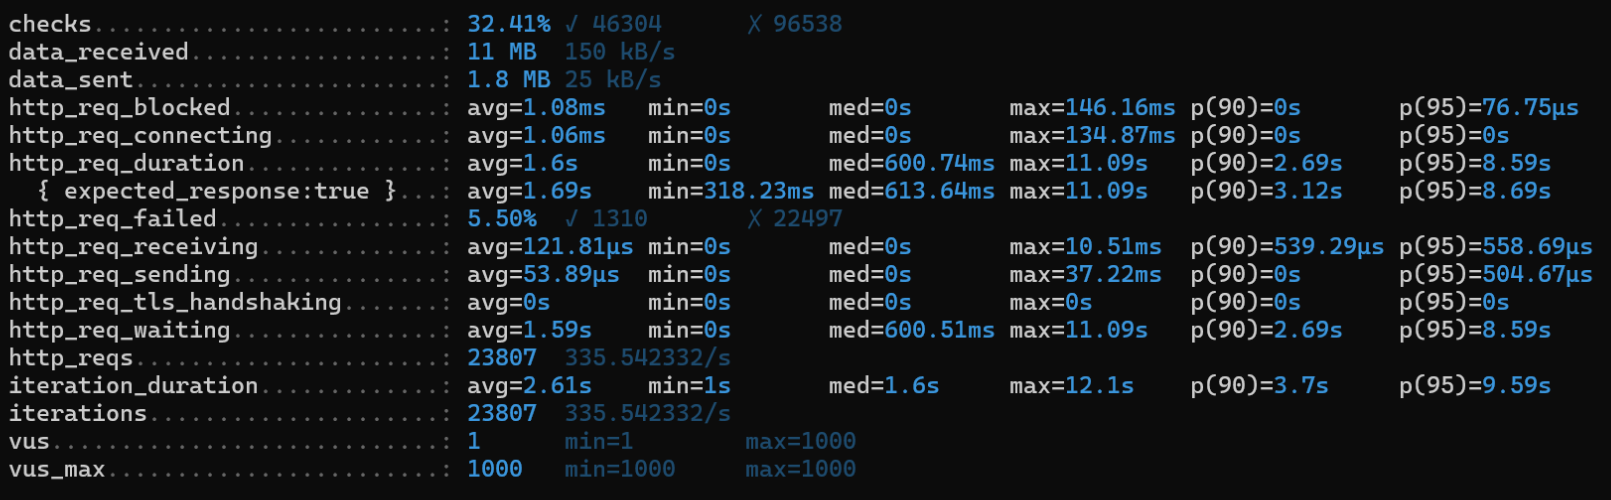 checks.........................: 32.41% ✓ 46304 ✗ 96538
data_received..................: 11 MB 150 kB/s
data_sent......................: 1.8 MB 25 kB/s
http_req_blocked...............: avg=1.08ms min=0s med=0s max=146.16ms p(90)=0s p(95)=76.75µs
http_req_connecting............: avg=1.06ms min=0s med=0s max=134.87ms p(90)=0s p(95)=0s
http_req_duration..............: avg=1.6s min=0s med=600.74ms max=11.09s p(90)=2.69s p(95)=8.59s
{ expected_response:true }...: avg=1.69s min=318.23ms med=613.64ms max=11.09s p(90)=3.12s p(95)=8.69s
http_req_failed................: 5.50% ✓ 1310 ✗ 22497
http_req_receiving.............: avg=121.81µs min=0s med=0s max=10.51ms p(90)=539.29µs p(95)=558.69µs
http_req_sending...............: avg=53.89µs min=0s med=0s max=37.22ms p(90)=0s p(95)=504.67µs
http_req_tls_handshaking.......: avg=0s min=0s med=0s max=0s p(90)=0s p(95)=0s
http_req_waiting...............: avg=1.59s min=0s med=600.51ms max=11.09s p(90)=2.69s p(95)=8.59s
http_reqs......................: 23807 335.542332/s
iteration_duration.............: avg=2.61s min=1s med=1.6s max=12.1s p(90)=3.7s p(95)=9.59s
iterations.....................: 23807 335.542332/s
vus............................: 1 min=1 max=1000
vus_max........................: 1000 min=1000 max=1000